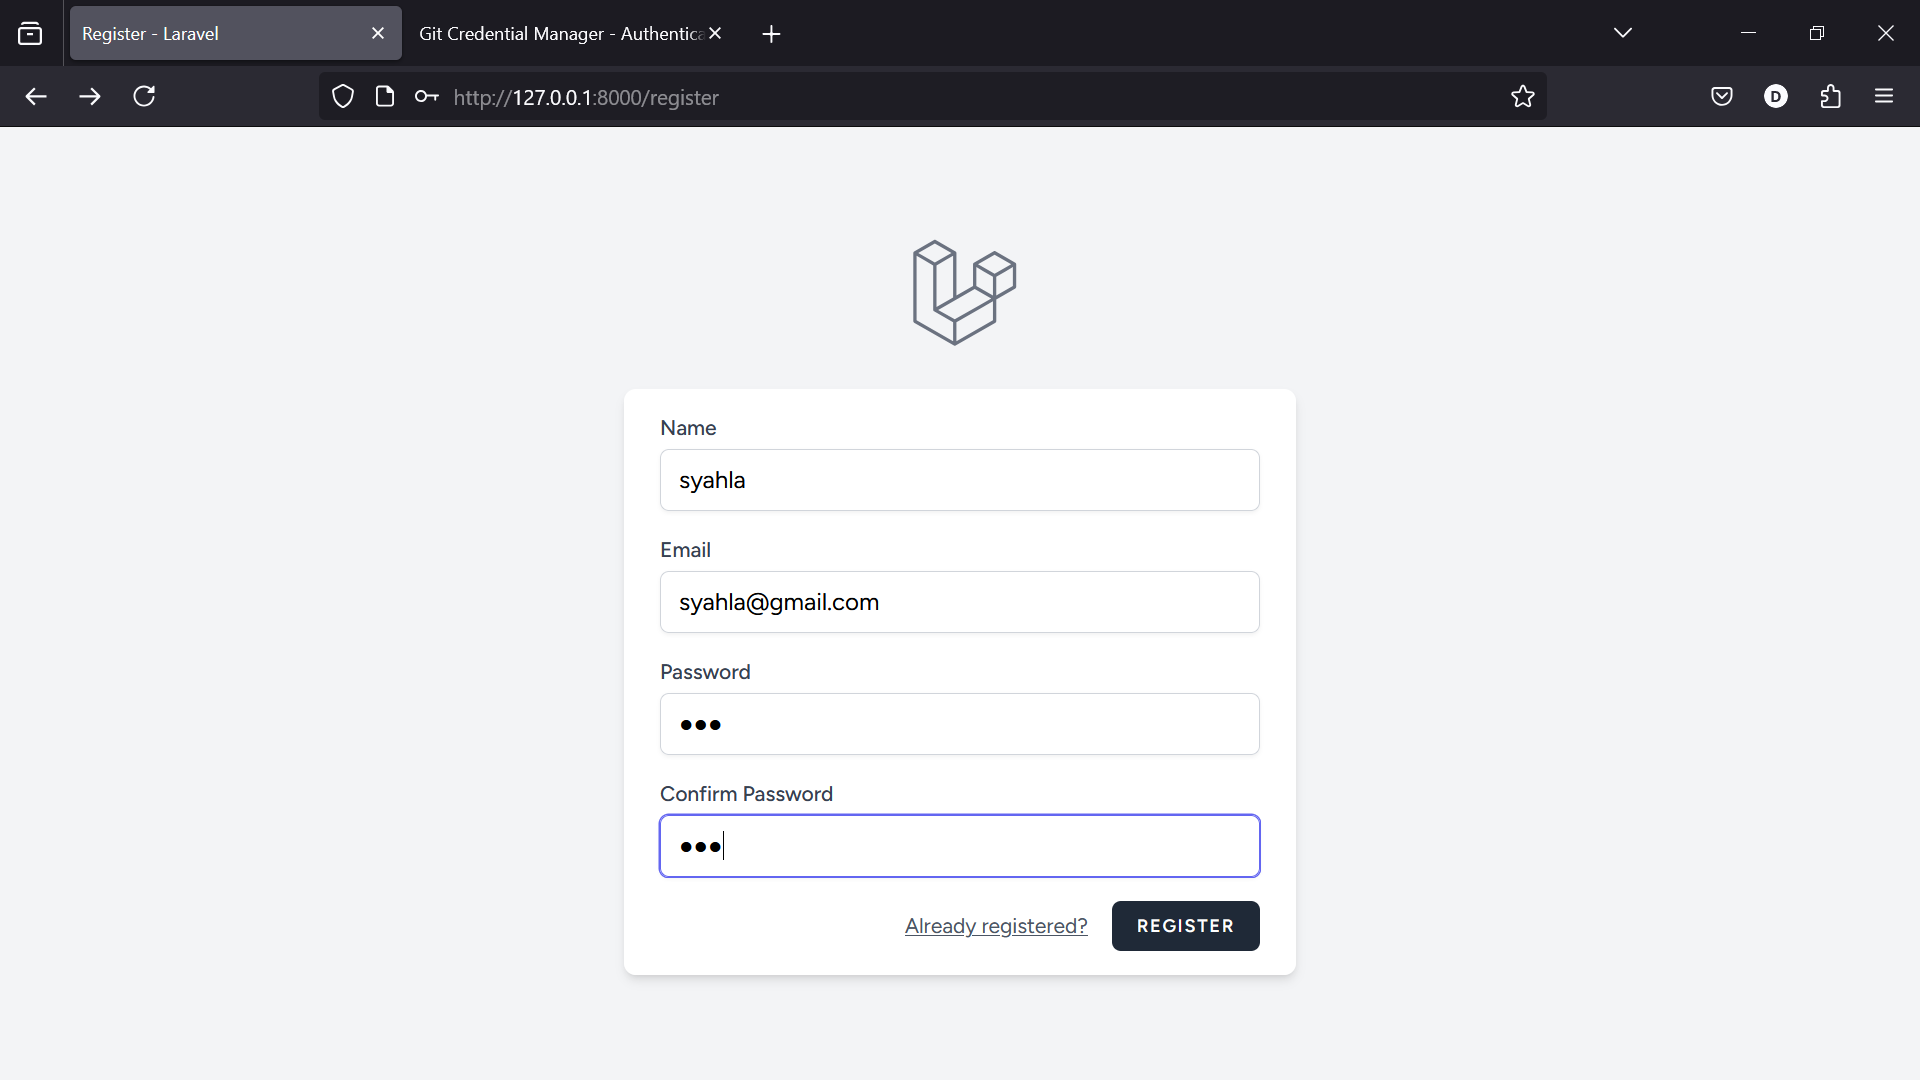 Register - Laravel
Git Credential Manager - Authentica
http://127.0.0.1:8000/register
D
Name
syahla
Email
syahla@gmail.com
Password
●●●
Confirm Password
●●●
Already registered?
REGISTER